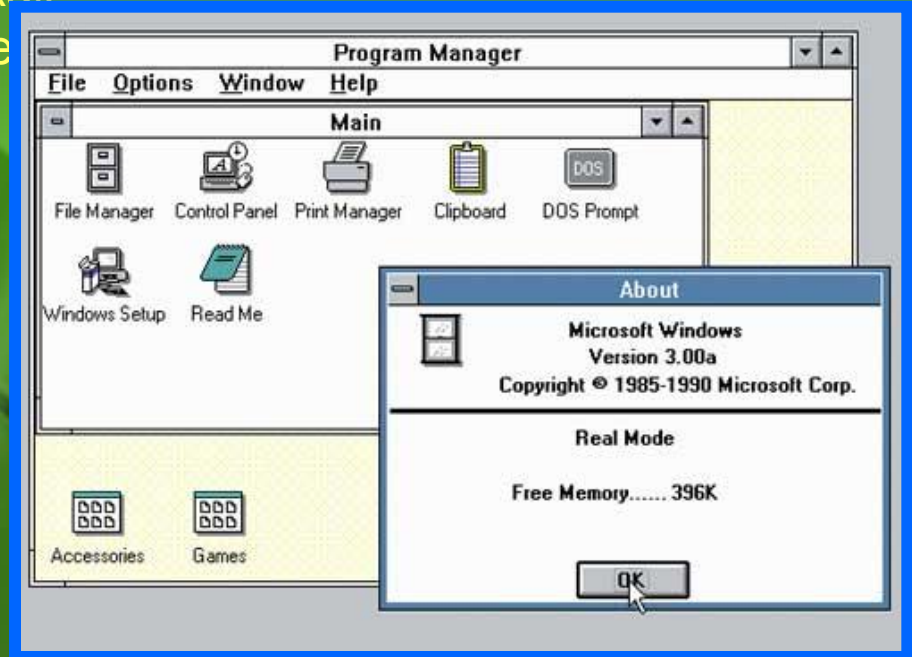 Program Manager
File Options Window Help
Main
File Manager Control Panel Print Manager Clipboard DOS Prompt
DOS
Windows Setup Read Me
About
Microsoft Windows
Version 3.00a
Copyright © 1985-1990 Microsoft Corp.
Real Mode
Free Memory...... 396K
OK
Accessories Games